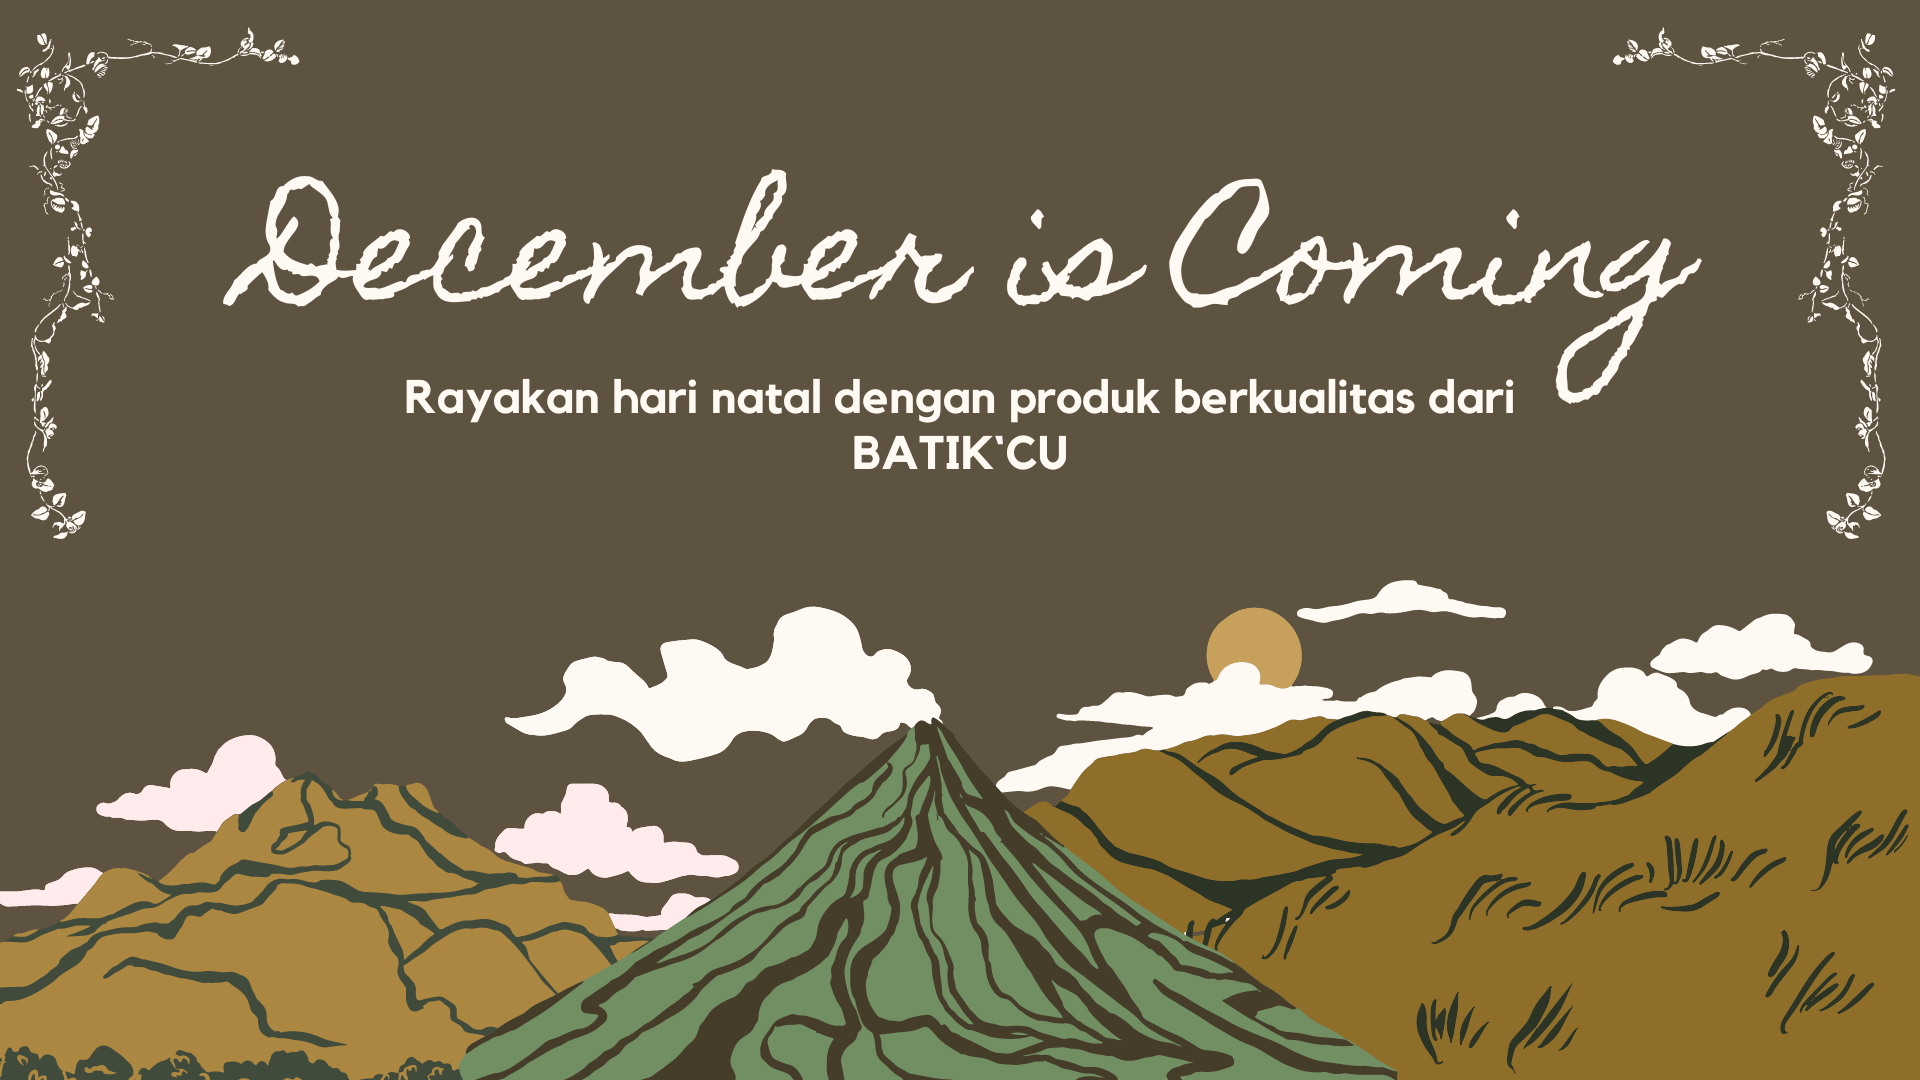 December is Coming
Rayakan hari natal dengan produk berkualitas dari
BATIK`CU